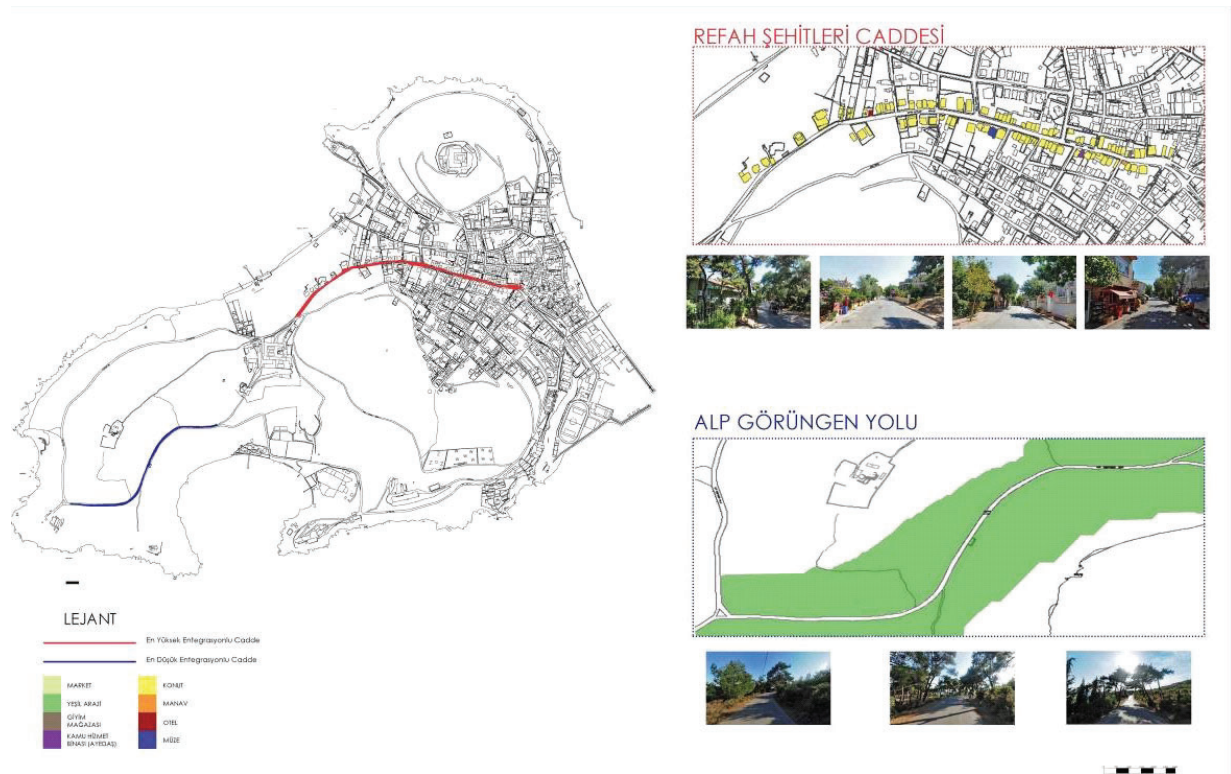 REFAH ŞEHİTLERİ CADDESİ
ALP GÖRÜNGEN YOLU
LEJANT
En Yüksek Entegrasyonlu Cadde
En Düşük Entegrasyonlu Cadde
MARKET
YEŞİL ARAZİ
GİYİM
MAĞAZASI
KAMU HİZMET
BİNASI (AYEDAŞ)
KONUT
MANAV
OTEL
MÜZE